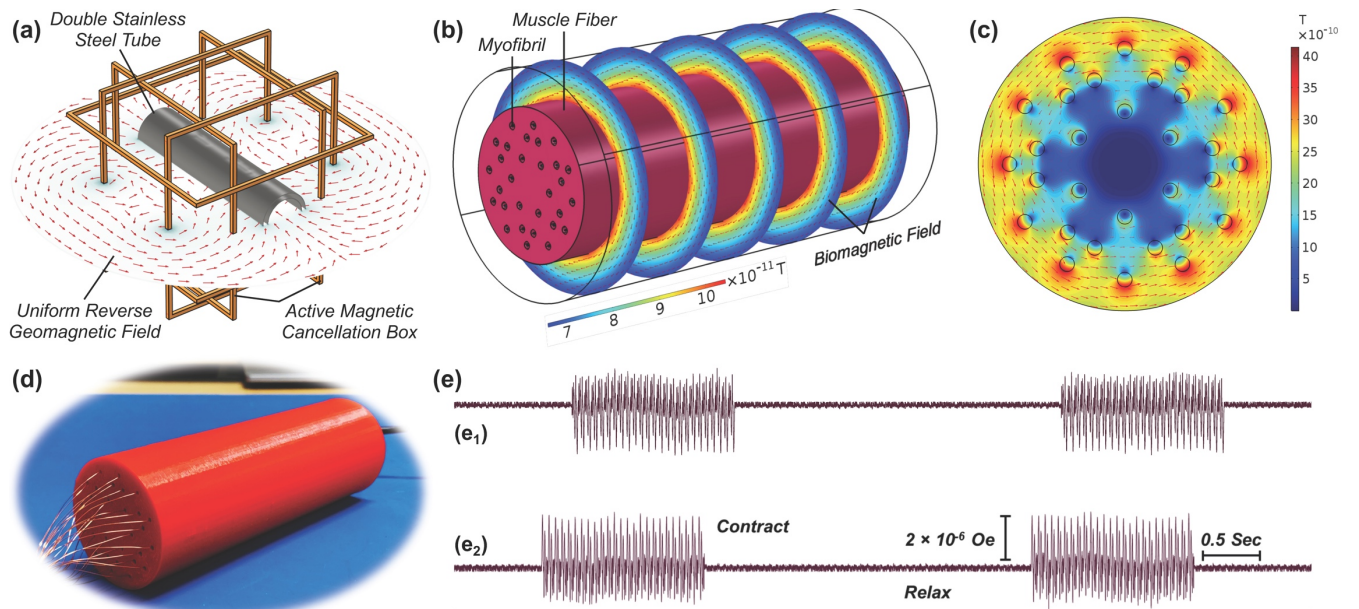 (a)
Double Stainless
Steel Tube
Uniform Reverse
Geomagnetic Field
Active Magnetic
Cancellation Box
(b)
Muscle Fiber
Myofibril
Biomagnetic Field
7 8 9 10 ×10⁻¹¹ T
(c)
T
×10⁻¹⁰
40
35
30
25
20
15
10
5
(d)
(e)
(e₁)
(e₂)
Contract
2 × 10⁻⁶ Oe
0.5 Sec
Relax